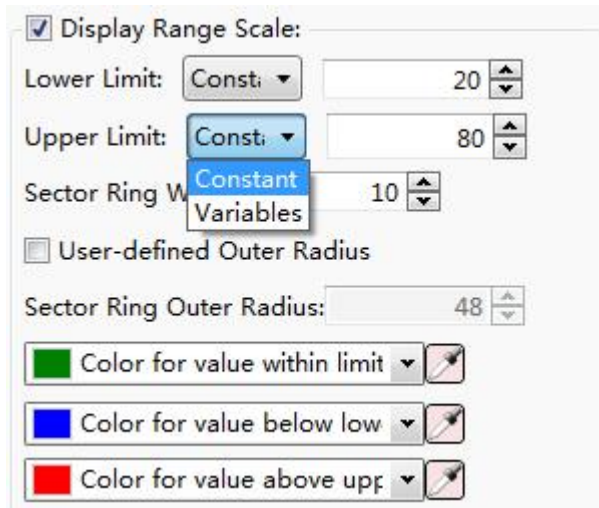 Display Range Scale:
Lower Limit: Consta 20
Upper Limit: Consta 80
Constant
Variables
Sector Ring W 10
User-defined Outer Radius
Sector Ring Outer Radius: 48
Color for value within limit
Color for value below low
Color for value above upp